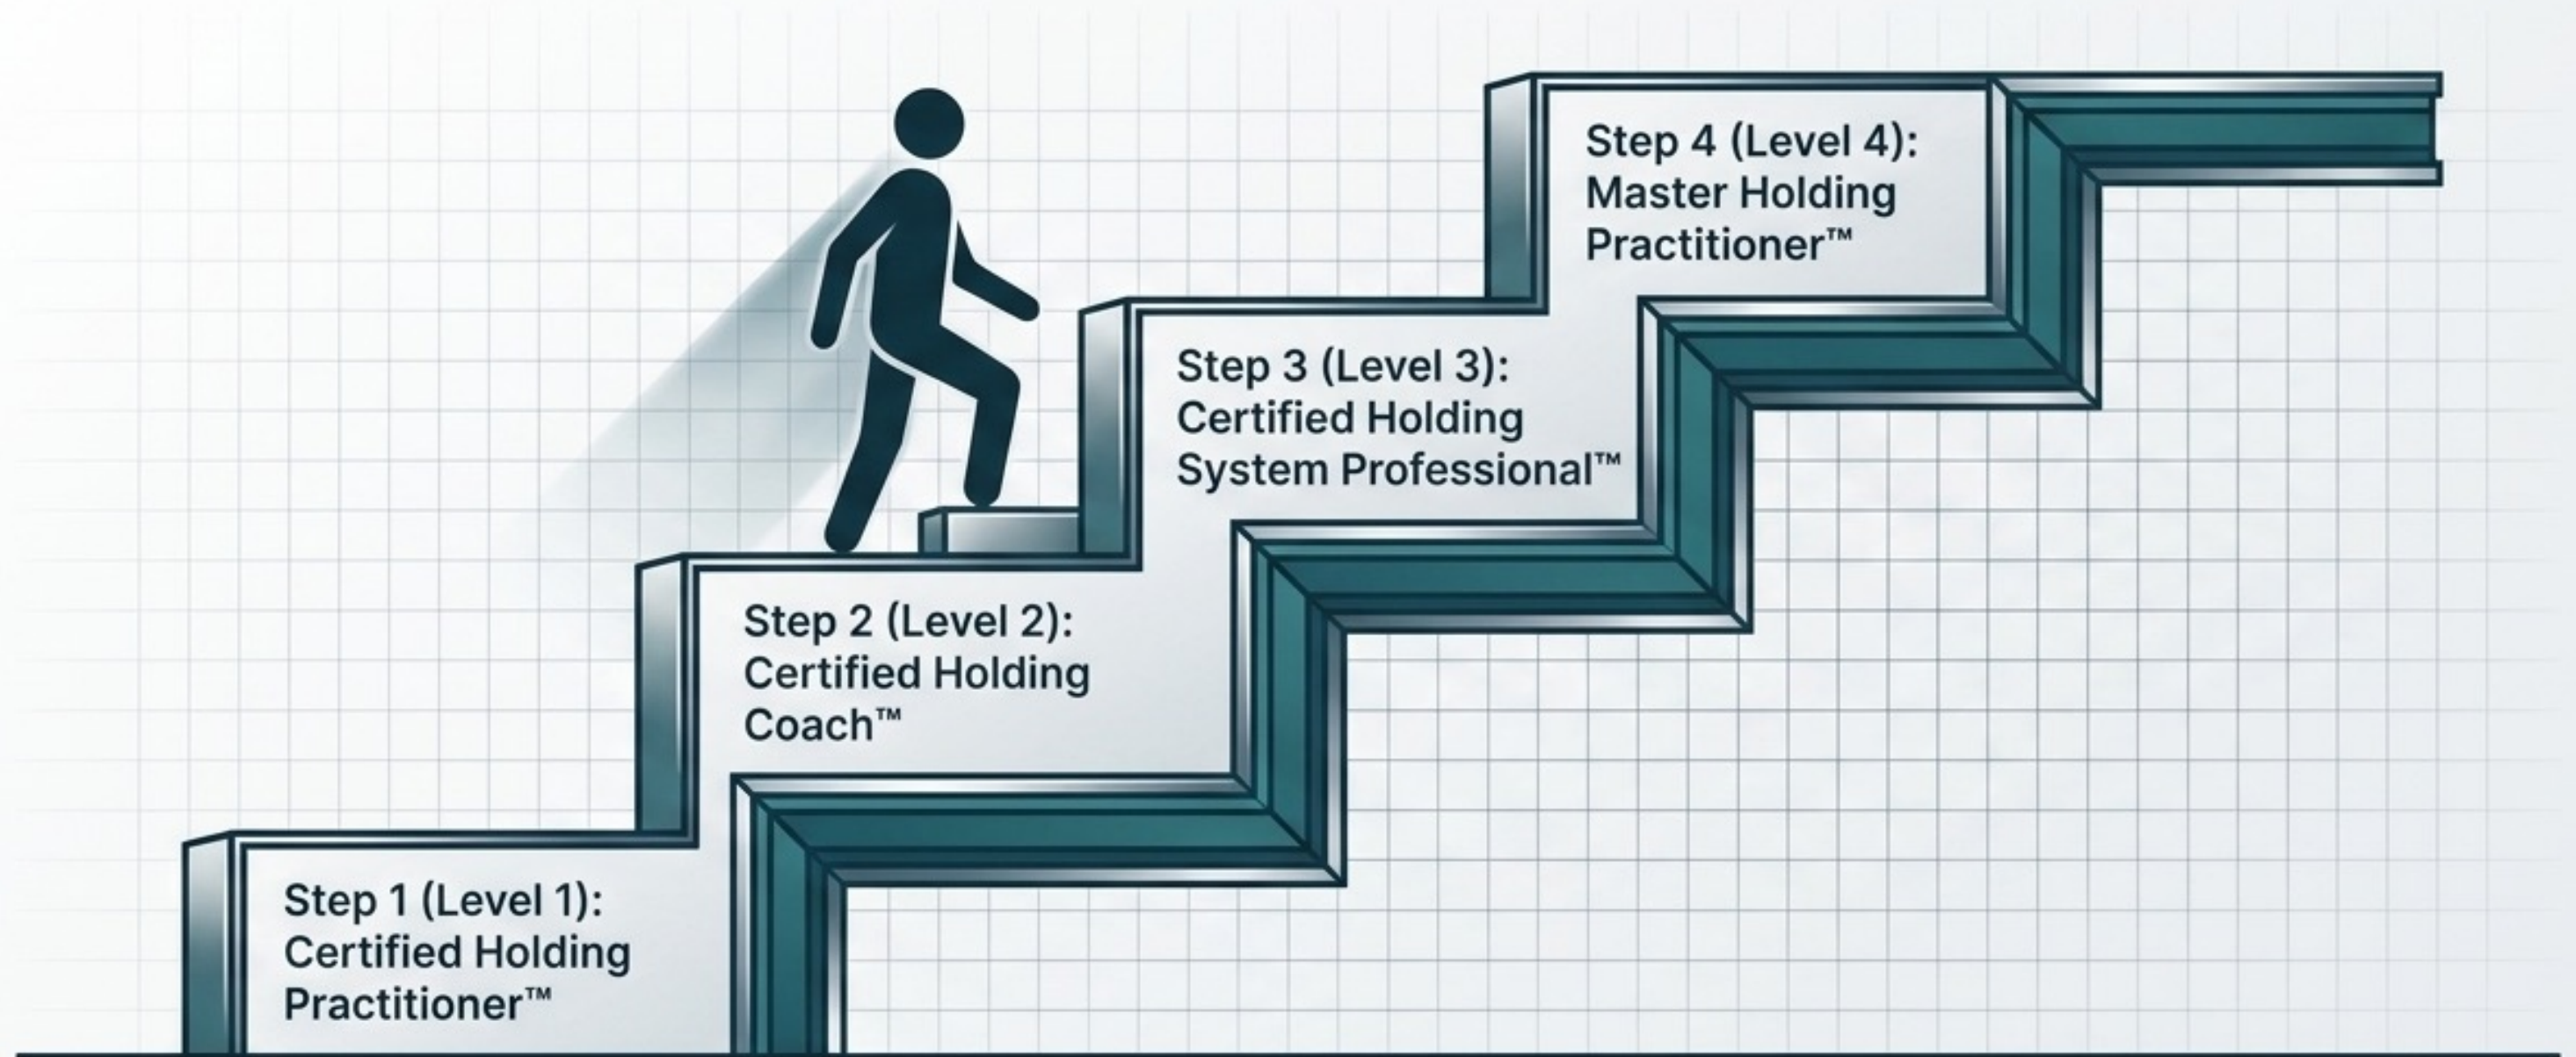 Step 4 (Level 4):
Master Holding
Practitioner™
Step 3 (Level 3):
Certified Holding
System Professional™
Step 2 (Level 2):
Certified Holding
Coach™
Step 1 (Level 1):
Certified Holding
Practitioner™